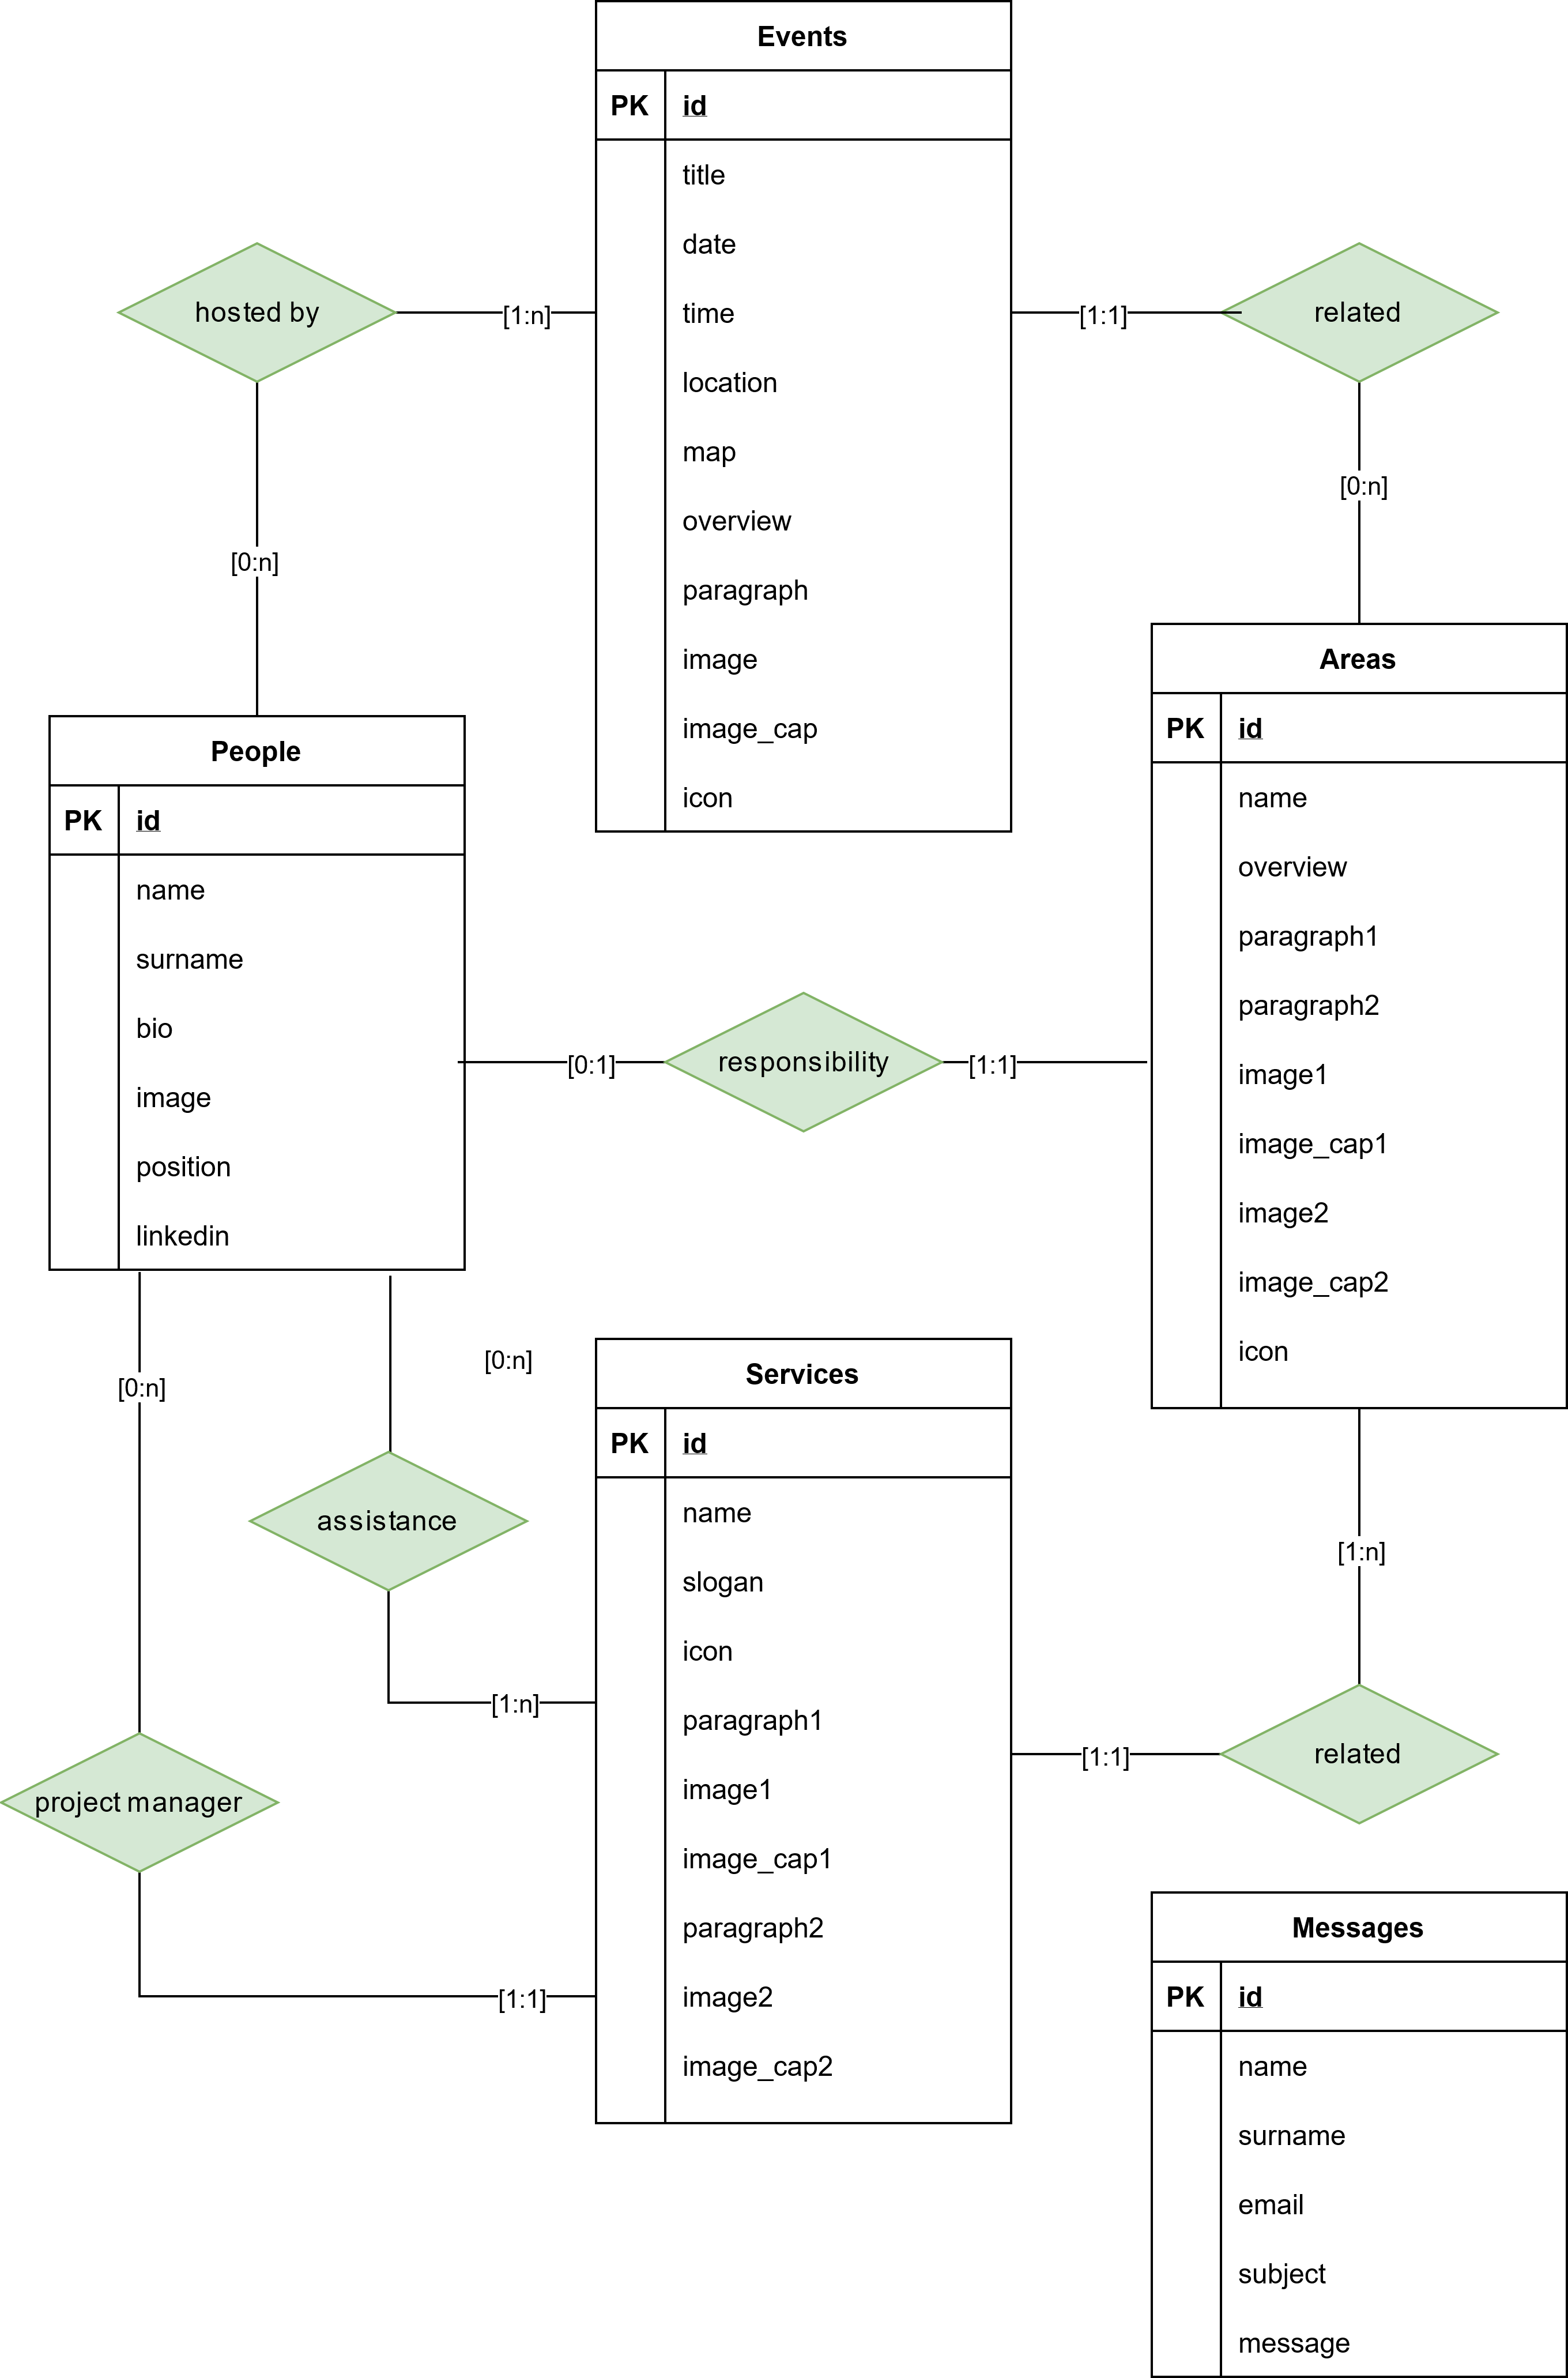 Events
PK id
title
date
time
location
map
overview
paragraph
image
image_cap
icon
hosted by
[1:n]
[0:n]
[1:1]
related
[0:n]
People
PK id
name
surname
bio
image
position
linkedin
Areas
PK id
name
overview
paragraph1
paragraph2
image1
image_cap1
image2
image_cap2
icon
[0:1]
responsibility
[1:1]
[0:n]
[0:n]
assistance
[1:n]
project manager
[1:1]
Services
PK id
name
slogan
icon
paragraph1
image1
image_cap1
paragraph2
image2
image_cap2
[1:n]
[1:1]
related
Messages
PK id
name
surname
email
subject
message